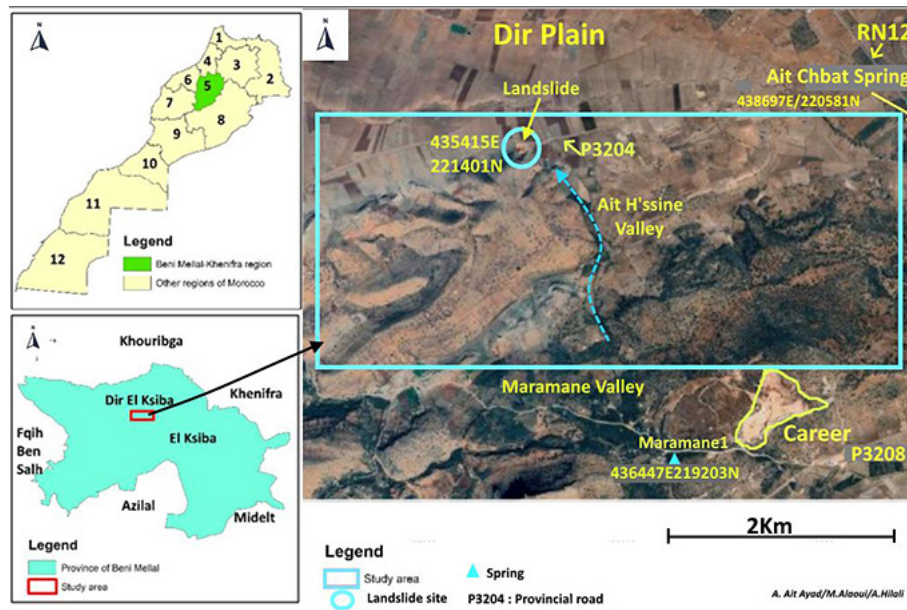 N
1
2
3
4
5
6
7
8
9
10
11
12
Legend
Beni Mellal-Khenifra region
Other regions of Morocco
N
Khouribga
Khenifra
Dir El Ksiba
El Ksiba
Fqih
Ben
Salh
Azilal
Midelt
Legend
Province of Beni Mellal
Study area
N
Dir Plain
RN12
Ait Chbat Spring
438697E/220581N
Landslide
435415E
221401N
P3204
Ait H'ssine
Valley
Maramane Valley
Maramane1
436447E219203N
Career
P3208
2Km
Legend
Study area
Spring
Landslide site
P3204 : Provincial road
A. Ait Ayad/M.Alaoui/A.Hilali